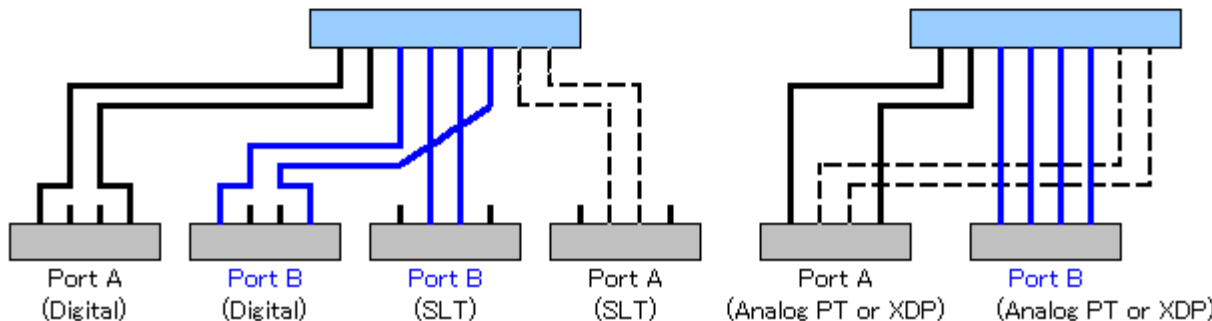 Port A
(Digital)
Port B
(Digital)
Port B
(SLT)
Port A
(SLT)
Port A
(Analog PT or XDP)
Port B
(Analog PT or XDP)